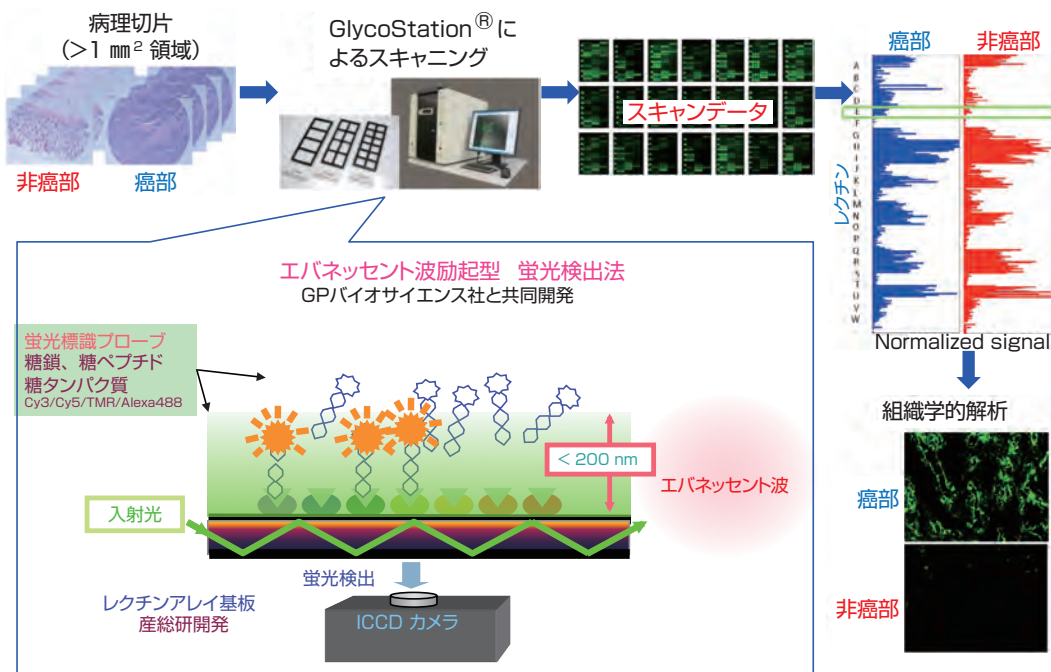 病理切片
（>1 mm² 領域）
非癌部
癌部
GlycoStation®に
よるスキャニング
スキャンデータ
癌部
非癌部
レクチン
A
B
C
D
E
F
G
H
I
J
K
L
M
N
O
P
Q
R
S
T
U
V
W
Normalized signal
組織学的解析
癌部
非癌部
エバネッセント波励起型　蛍光検出法
GPバイオサイエンス社と共同開発
蛍光標識プローブ
糖鎖、糖ペプチド
糖タンパク質
Cy3/Cy5/TMR/Alexa488
< 200 nm
エバネッセント波
入射光
蛍光検出
レクチンアレイ基板
産総研開発
ICCD カメラ